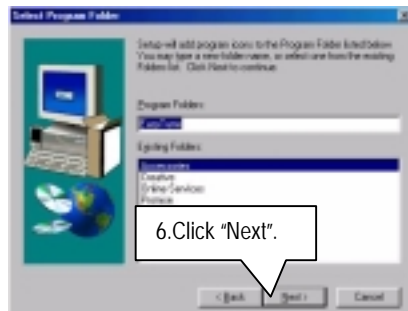 Select Program Folder
Setup will add program icons to the Program Folder listed below.
You may type a new folder name, or select one from the existing
Folders list. Click Next to continue.
Program Folders:
Existing Folders:
Accessories
Creative
Online Services
6.Click “Next”.
< Back
Next >
Cancel